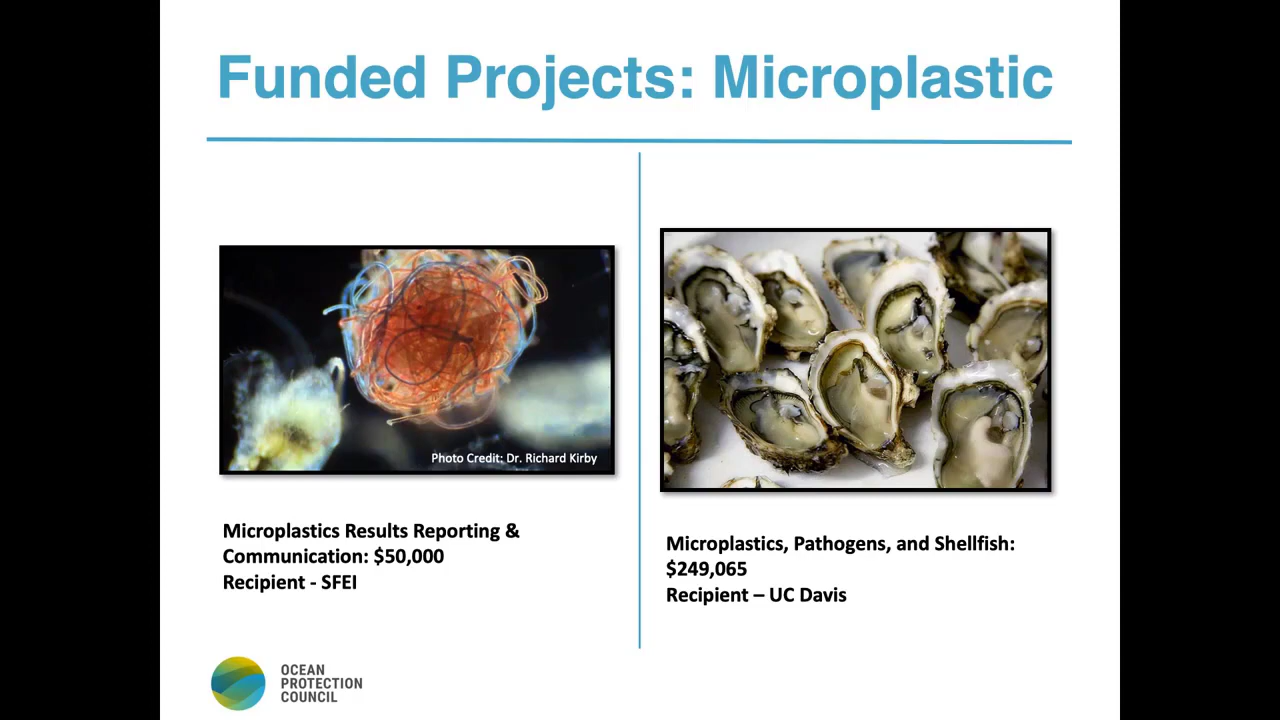 Funded Projects: Microplastic
Photo Credit: Dr. Richard Kirby
Microplastics Results Reporting &
Communication: $50,000
Recipient - SFEI
Microplastics, Pathogens, and Shellfish:
$249,065
Recipient – UC Davis
OCEAN
PROTECTION
COUNCIL